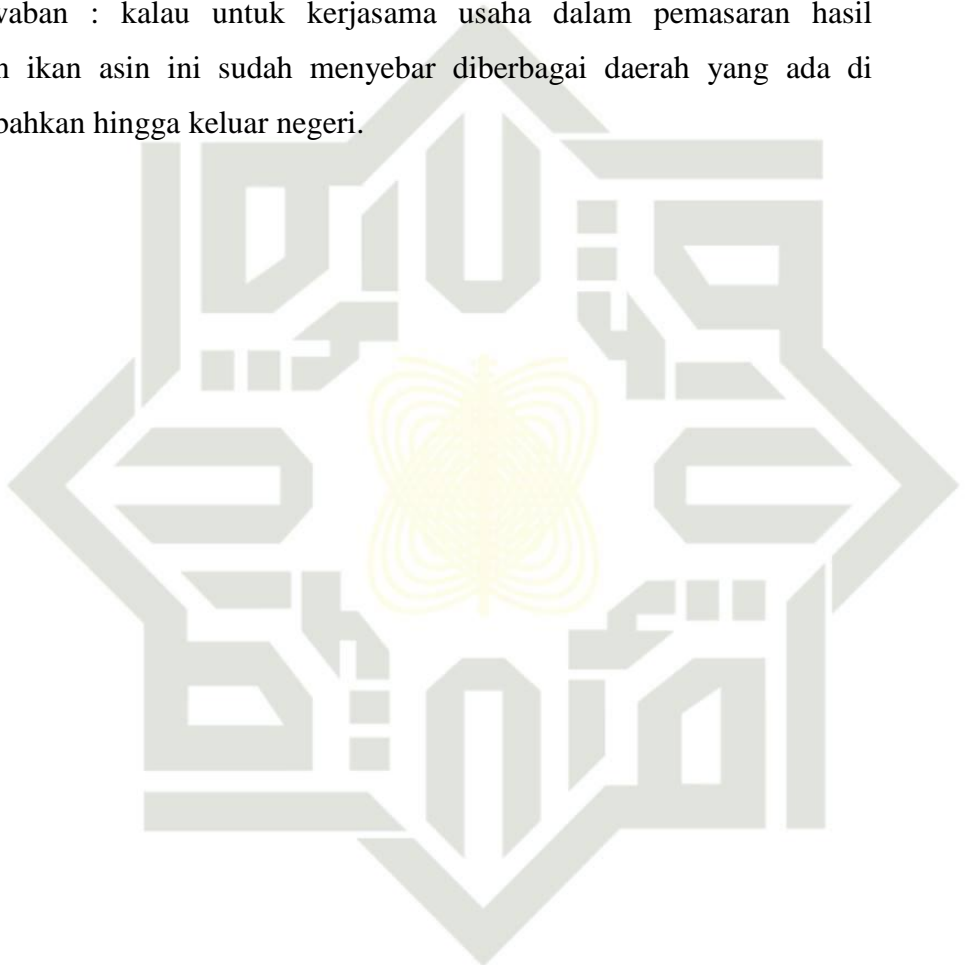 : kalau untuk kerjasama usaha dalam pemasaran hasil
ikan asin ini sudah menyebar diberbagai daerah yang ada di
bahkan hingga keluar negeri.